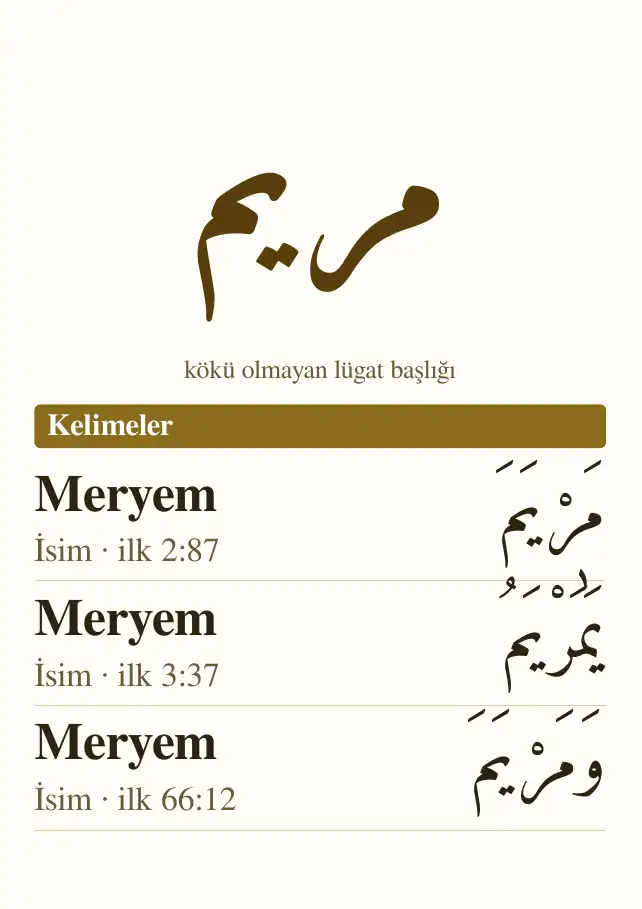 مريم
kökü olmayan lügat başlığı
Kelimeler
Meryem
مَرْيَمَ
İsim · ilk 2:87
Meryem
يَٰمَرْيَمُ
İsim · ilk 3:37
Meryem
وَمَرْيَمَ
İsim · ilk 66:12